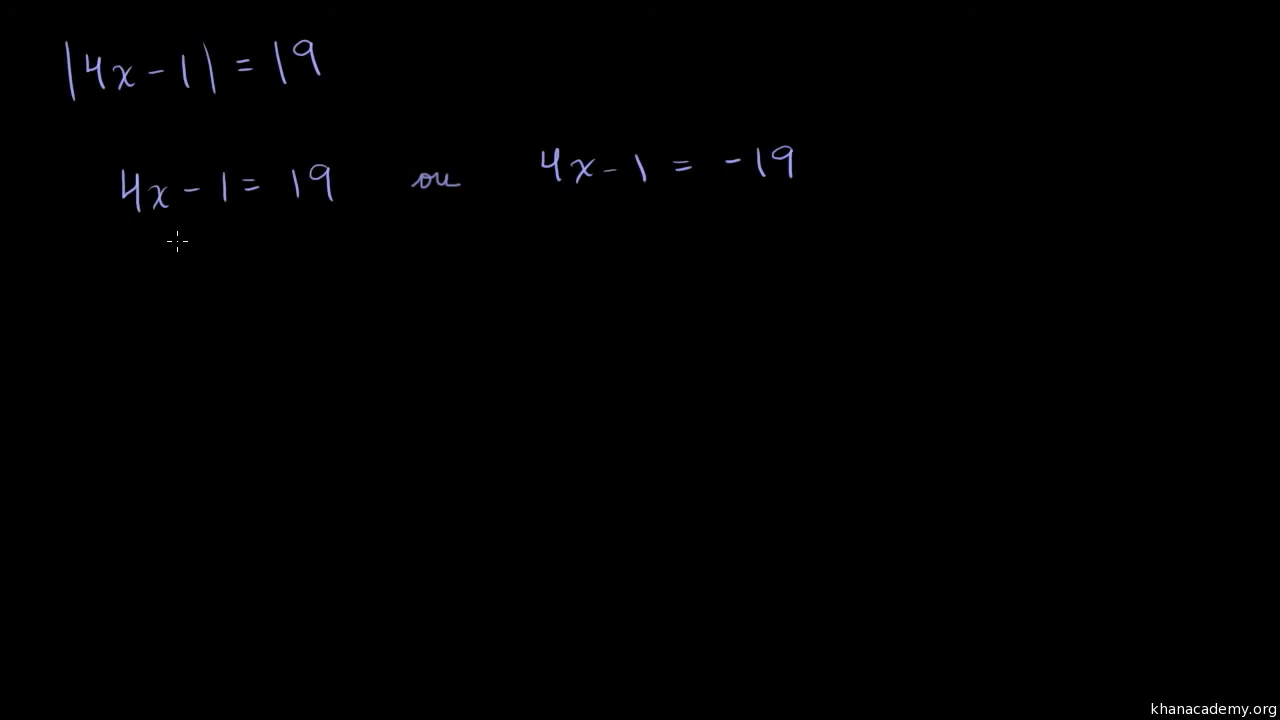 |4x - 1| = 19
4x - 1 = 19 ou 4x - 1 = -19
khanacademy.org